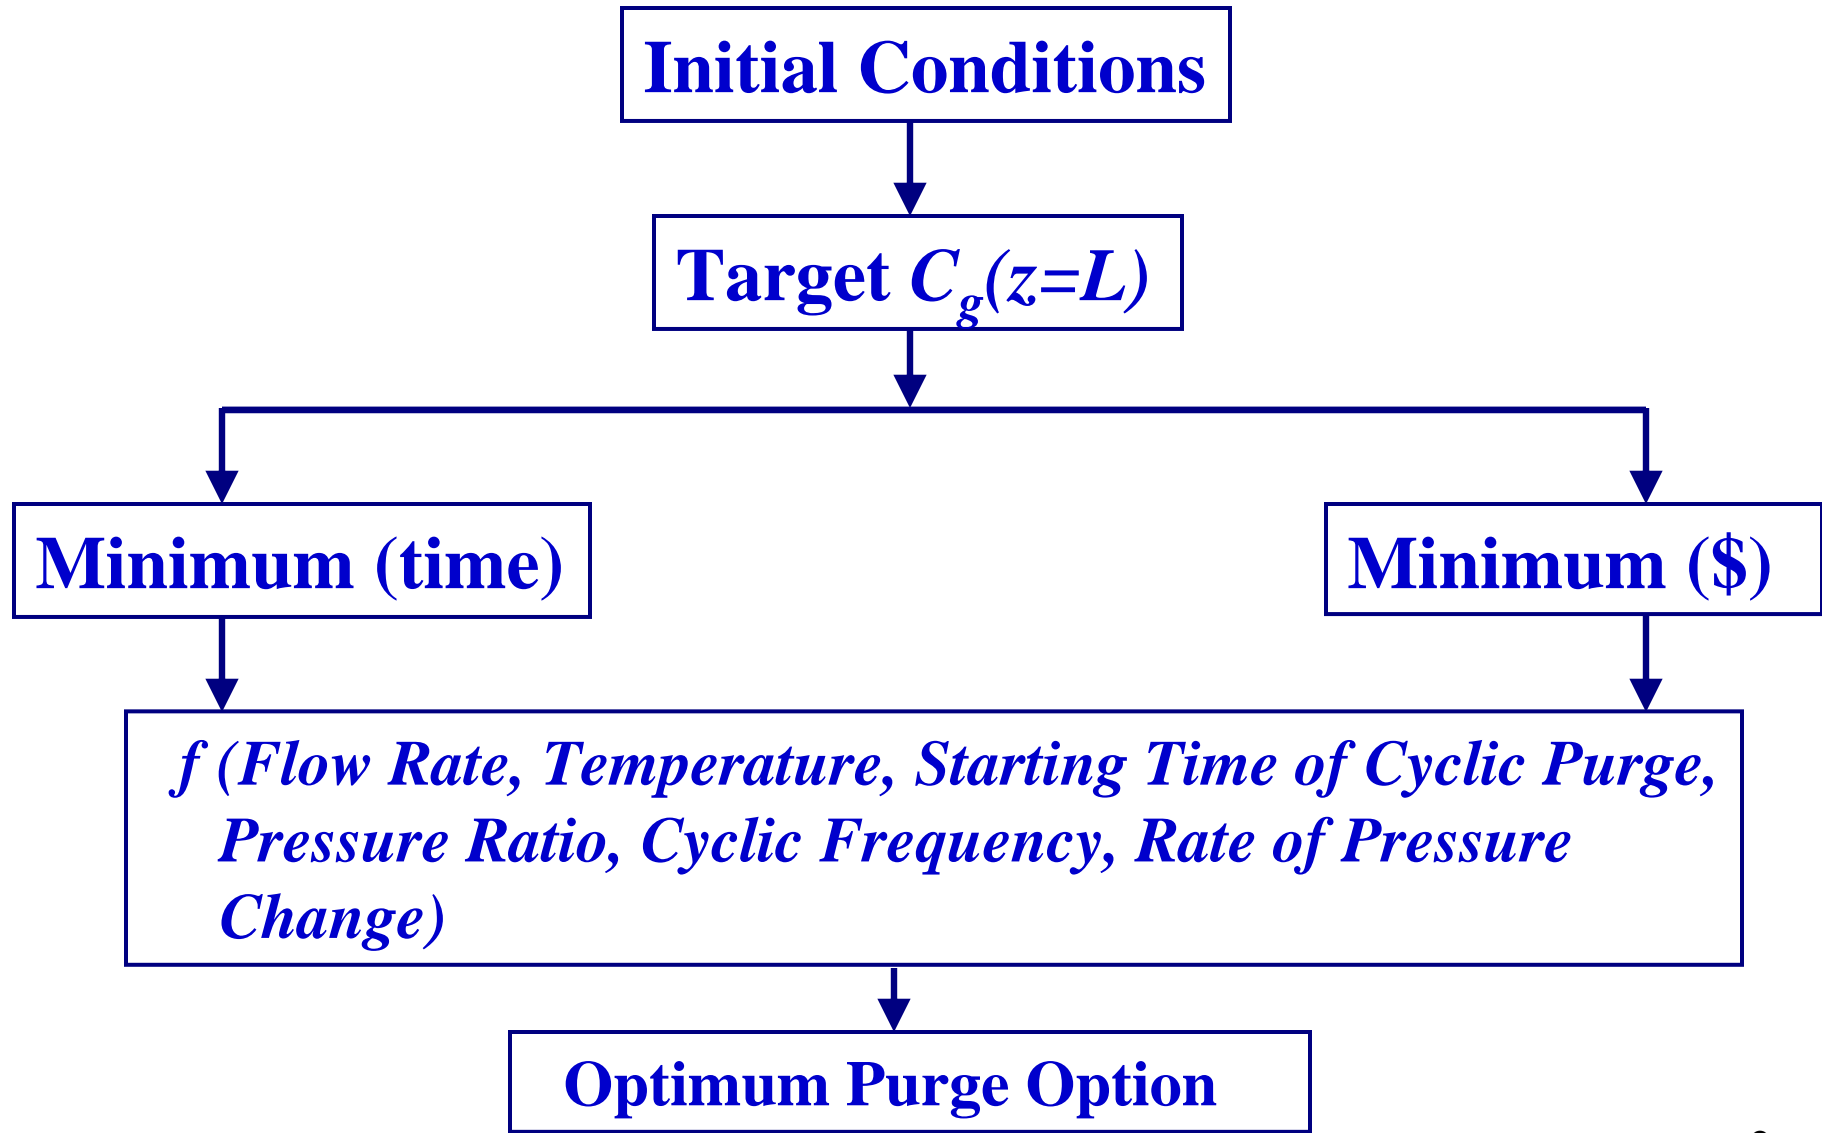 Initial Conditions
Target Cg(z=L)
Minimum (time)
Minimum ($)
f (Flow Rate, Temperature, Starting Time of Cyclic Purge,
Pressure Ratio, Cyclic Frequency, Rate of Pressure
Change)
Optimum Purge Option